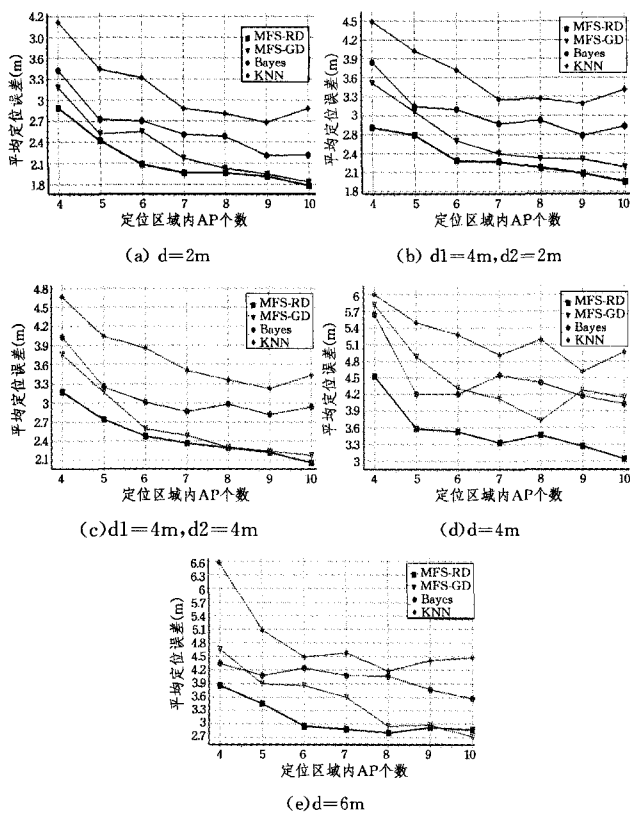 4.2
3.9
3.6
3.3
3
2.7
2.4
2.1
1.8
平均定位误差(m)
MFS-RD
MFS-GD
Bayes
KNN
4 5 6 7 8 9 10
定位区域内AP个数
(a) d=2m
4.5
4.2
3.9
3.6
3.3
3
2.8
2.4
2.1
1.8
平均定位误差(m)
MFS-RD
MFS-GD
Bayes
KNN
4 5 6 7 8 9 10
定位区域内AP个数
(b) d1=4m,d2=2m
4.8
4.5
4.2
3.9
3.6
3.3
3
2.7
2.4
2.1
平均定位误差(m)
MFS-RD
MFS-GD
Bayes
KNN
4 5 6 7 8 9 10
定位区域内AP个数
(c)d1=4m,d2=4m
6
5.7
5.4
5.1
4.8
4.5
4.2
3.9
3.6
3.3
3
平均定位误差(m)
MFS-RD
MFS-GD
Bayes
KNN
4 5 6 7 8 9 10
定位区域内AP个数
(d)d=4m
6.6
6.3
6
5.7
5.4
5.1
4.8
4.5
4.2
3.9
3.6
3.3
3
2.7
平均定位误差(m)
MFS-RD
MFS-GD
Bayes
KNN
4 5 6 7 8 9 10
定位区域内AP个数
(e)d=6m